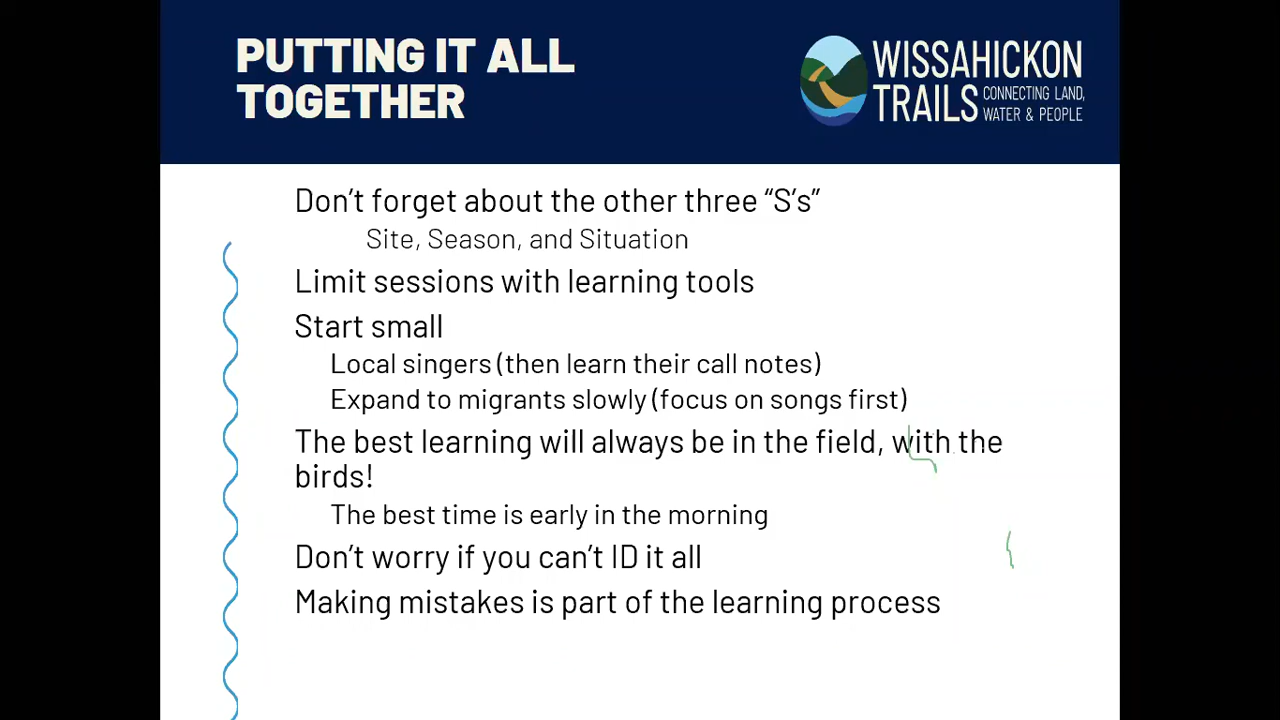 PUTTING IT ALL
TOGETHER
WISSAHICKON
TRAILS CONNECTING LAND,
WATER & PEOPLE
Don’t forget about the other three “S’s”
Site, Season, and Situation
Limit sessions with learning tools
Start small
Local singers (then learn their call notes)
Expand to migrants slowly (focus on songs first)
The best learning will always be in the field, with the
birds!
The best time is early in the morning
Don’t worry if you can’t ID it all
Making mistakes is part of the learning process